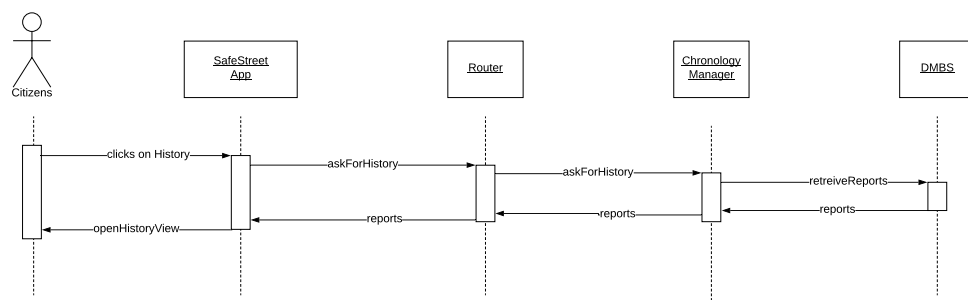 SafeStreet
App
Router
Chronology
Manager
DMBS
Citizens
clicks on History
askForHistory
askForHistory
retreiveReports
reports
reports
reports
openHistoryView